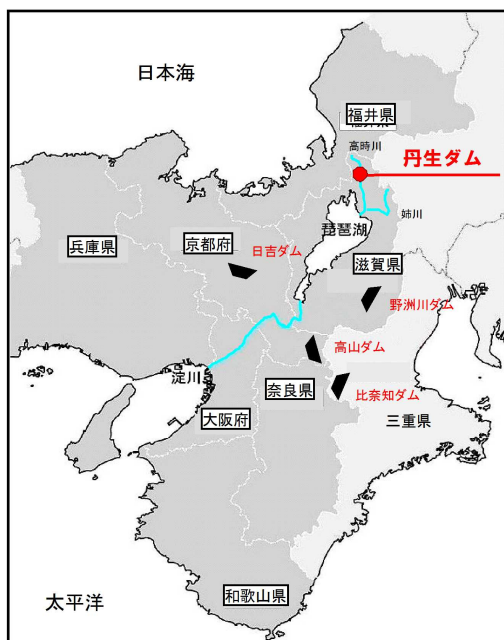 日本海
福井県
高時川
丹生ダム
姉川
琵琶湖
兵庫県
京都府
日吉ダム
滋賀県
野洲川ダム
高山ダム
淀川
奈良県
比奈知ダム
大阪府
三重県
和歌山県
太平洋